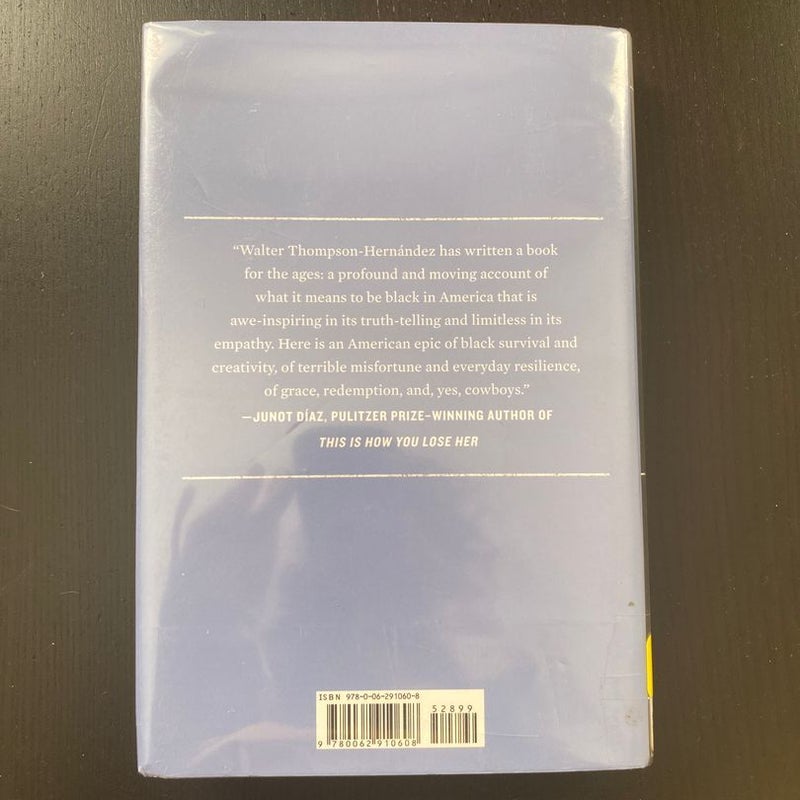 “Walter Thompson-Hernández has written a book
for the ages: a profound and moving account of
what it means to be black in America that is
awe-inspiring in its truth-telling and limitless in its
empathy. Here is an American epic of black survival and
creativity, of terrible misfortune and everyday resilience,
of grace, redemption, and, yes, cowboys.”
—JUNOT DÍAZ, PULITZER PRIZE–WINNING AUTHOR OF
THIS IS HOW YOU LOSE HER
ISBN 978-0-06-291060-8
52899
9 780062 910608